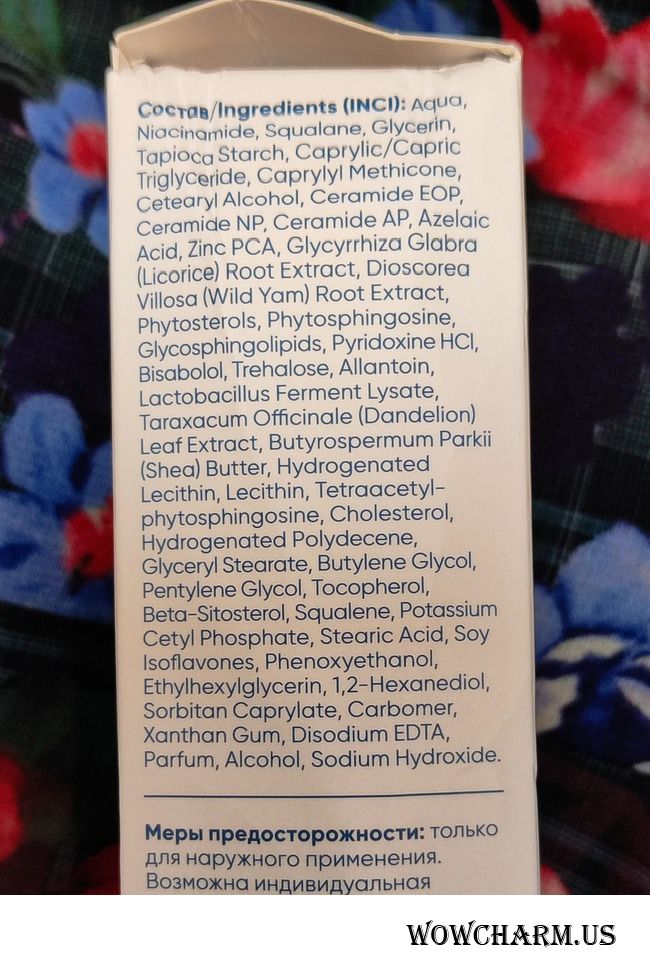 Состав/Ingredients (INCI): Aqua,
Niacinamide, Squalane, Glycerin,
Tapioca Starch, Caprylic/Capric
Triglyceride, Caprylyl Methicone,
Cetearyl Alcohol, Ceramide EOP,
Ceramide NP, Ceramide AP, Azelaic
Acid, Zinc PCA, Glycyrrhiza Glabra
(Licorice) Root Extract, Dioscorea
Villosa (Wild Yam) Root Extract,
Phytosterols, Phytosphingosine,
Glycosphingolipids, Pyridoxine HCl,
Bisabolol, Trehalose, Allantoin,
Lactobacillus Ferment Lysate,
Taraxacum Officinale (Dandelion)
Leaf Extract, Butyrospermum Parkii
(Shea) Butter, Hydrogenated
Lecithin, Lecithin, Tetraacetyl-
phytosphingosine, Cholesterol,
Hydrogenated Polydecene,
Glyceryl Stearate, Butylene Glycol,
Pentylene Glycol, Tocopherol,
Beta-Sitosterol, Squalene, Potassium
Cetyl Phosphate, Stearic Acid, Soy
Isoflavones, Phenoxyethanol,
Ethylhexylglycerin, 1,2-Hexanediol,
Sorbitan Caprylate, Carbomer,
Xanthan Gum, Disodium EDTA,
Parfum, Alcohol, Sodium Hydroxide.
Меры предосторожности: только
для наружного применения.
Возможна индивидуальная
WOWCHARM.US